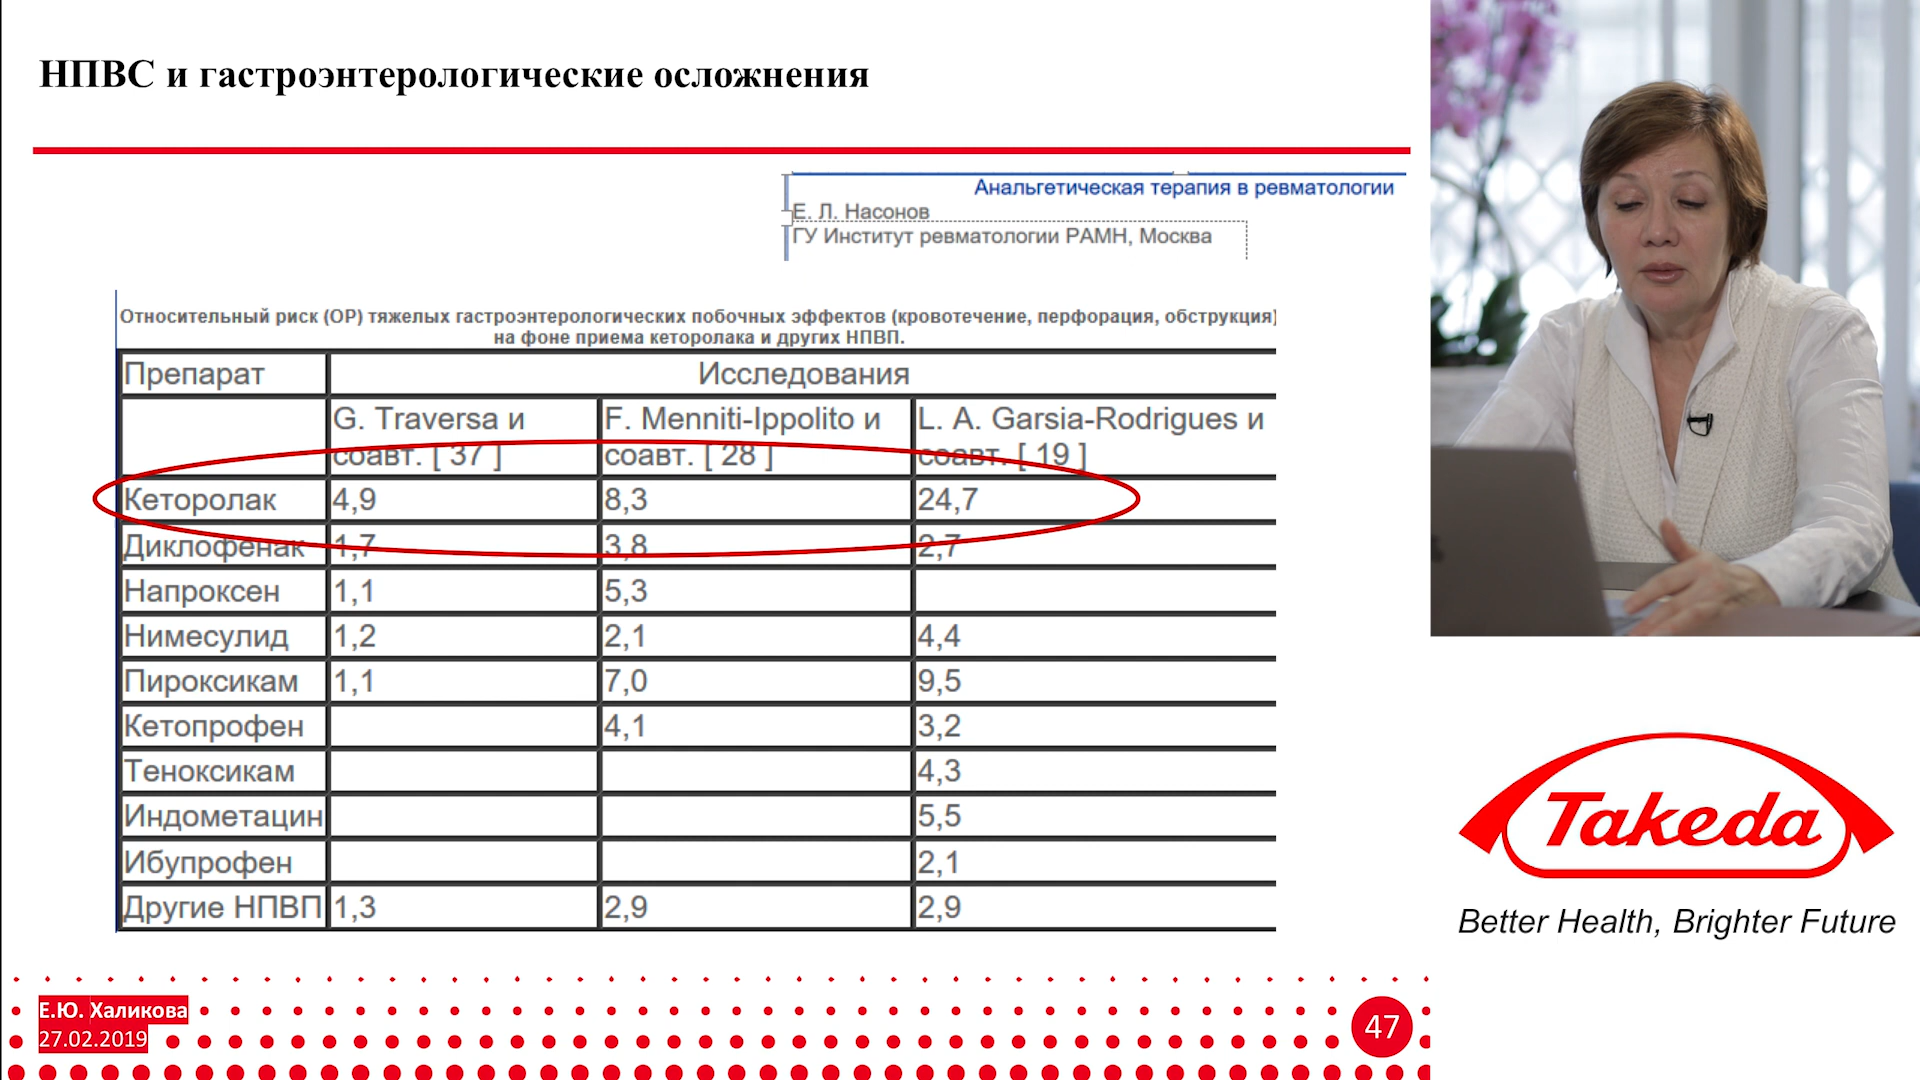 НПВС и гастроэнтерологические осложнения
Анальгетическая терапия в ревматологии
Е. Л. Насонов
ГУ Институт ревматологии РАМН, Москва
Относительный риск (ОР) тяжелых гастроэнтерологических побочных эффектов (кровотечение, перфорация, обструкция)
на фоне приема кеторолака и других НПВП.
Препарат Исследования
G. Traversa и соавт. [ 37 ] F. Menniti-Ippolito и соавт. [ 28 ] L. A. Garsia-Rodrigues и соавт. [ 19 ]
Кеторолак 4,9 8,3 24,7
Диклофенак 1,7 3,8 2,7
Напроксен 1,1 5,3
Нимесулид 1,2 2,1 4,4
Пироксикам 1,1 7,0 9,5
Кетопрофен 4,1 3,2
Теноксикам 4,3
Индометацин 5,5
Ибупрофен 2,1
Другие НПВП 1,3 2,9 2,9
Takeda
Better Health, Brighter Future
Е.Ю. Халикова
27.02.2019
47